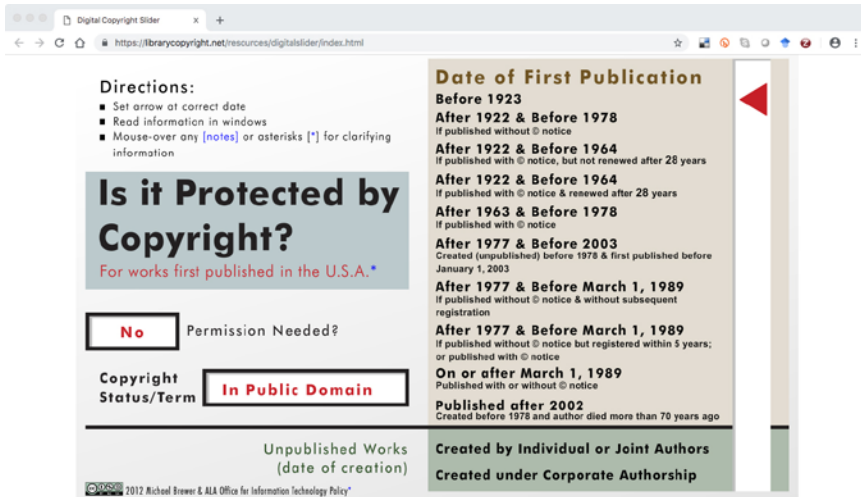 Digital Copyright Slider
https://librarycopyright.net/resources/digitalslider/index.html
Directions:
Set arrow at correct date
Read information in windows
Mouse-over any [notes] or asterisks [*] for clarifying
information
Is it Protected by
Copyright?
For works first published in the U.S.A.*
No
Permission Needed?
Copyright
Status/Term
In Public Domain
Date of First Publication
Before 1923
After 1922 & Before 1978
If published without © notice
After 1922 & Before 1964
If published with © notice, but not renewed after 28 years
After 1922 & Before 1964
If published with © notice & renewed after 28 years
After 1963 & Before 1978
If published with © notice
After 1977 & Before 2003
Created (unpublished) before 1978 & first published before
January 1, 2003
After 1977 & Before March 1, 1989
If published without © notice & without subsequent
registration
After 1977 & Before March 1, 1989
If published without © notice but registered within 5 years;
or published with © notice
On or after March 1, 1989
Published with or without © notice
Published after 2002
Created before 1978 and author died more than 70 years ago
Unpublished Works
(date of creation)
Created by Individual or Joint Authors
Created under Corporate Authorship
2012 Michael Brewer & ALA Office for Information Technology Policy*